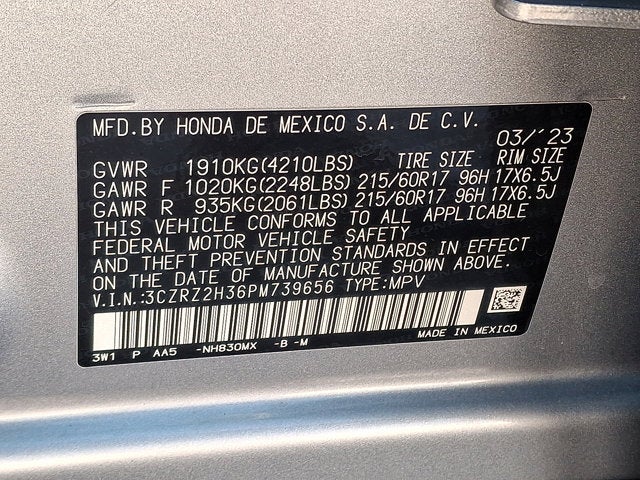 MFD.BY HONDA DE MEXICO S.A. DE C.V.
03/'23
GVWR 1910KG(4210LBS) TIRE SIZE RIM SIZE
GAWR F 1020KG(2248LBS) 215/60R17 96H 17X6.5J
GAWR R 935KG(2061LBS) 215/60R17 96H 17X6.5J
THIS VEHICLE CONFORMS TO ALL APPLICABLE
FEDERAL MOTOR VEHICLE SAFETY
AND THEFT PREVENTION STANDARDS IN EFFECT
ON THE DATE OF MANUFACTURE SHOWN ABOVE.
V.I.N.:3CZRZ2H36PM739656 TYPE:MPV
3W1 P AA5 -NH830MX -B -M MADE IN MEXICO